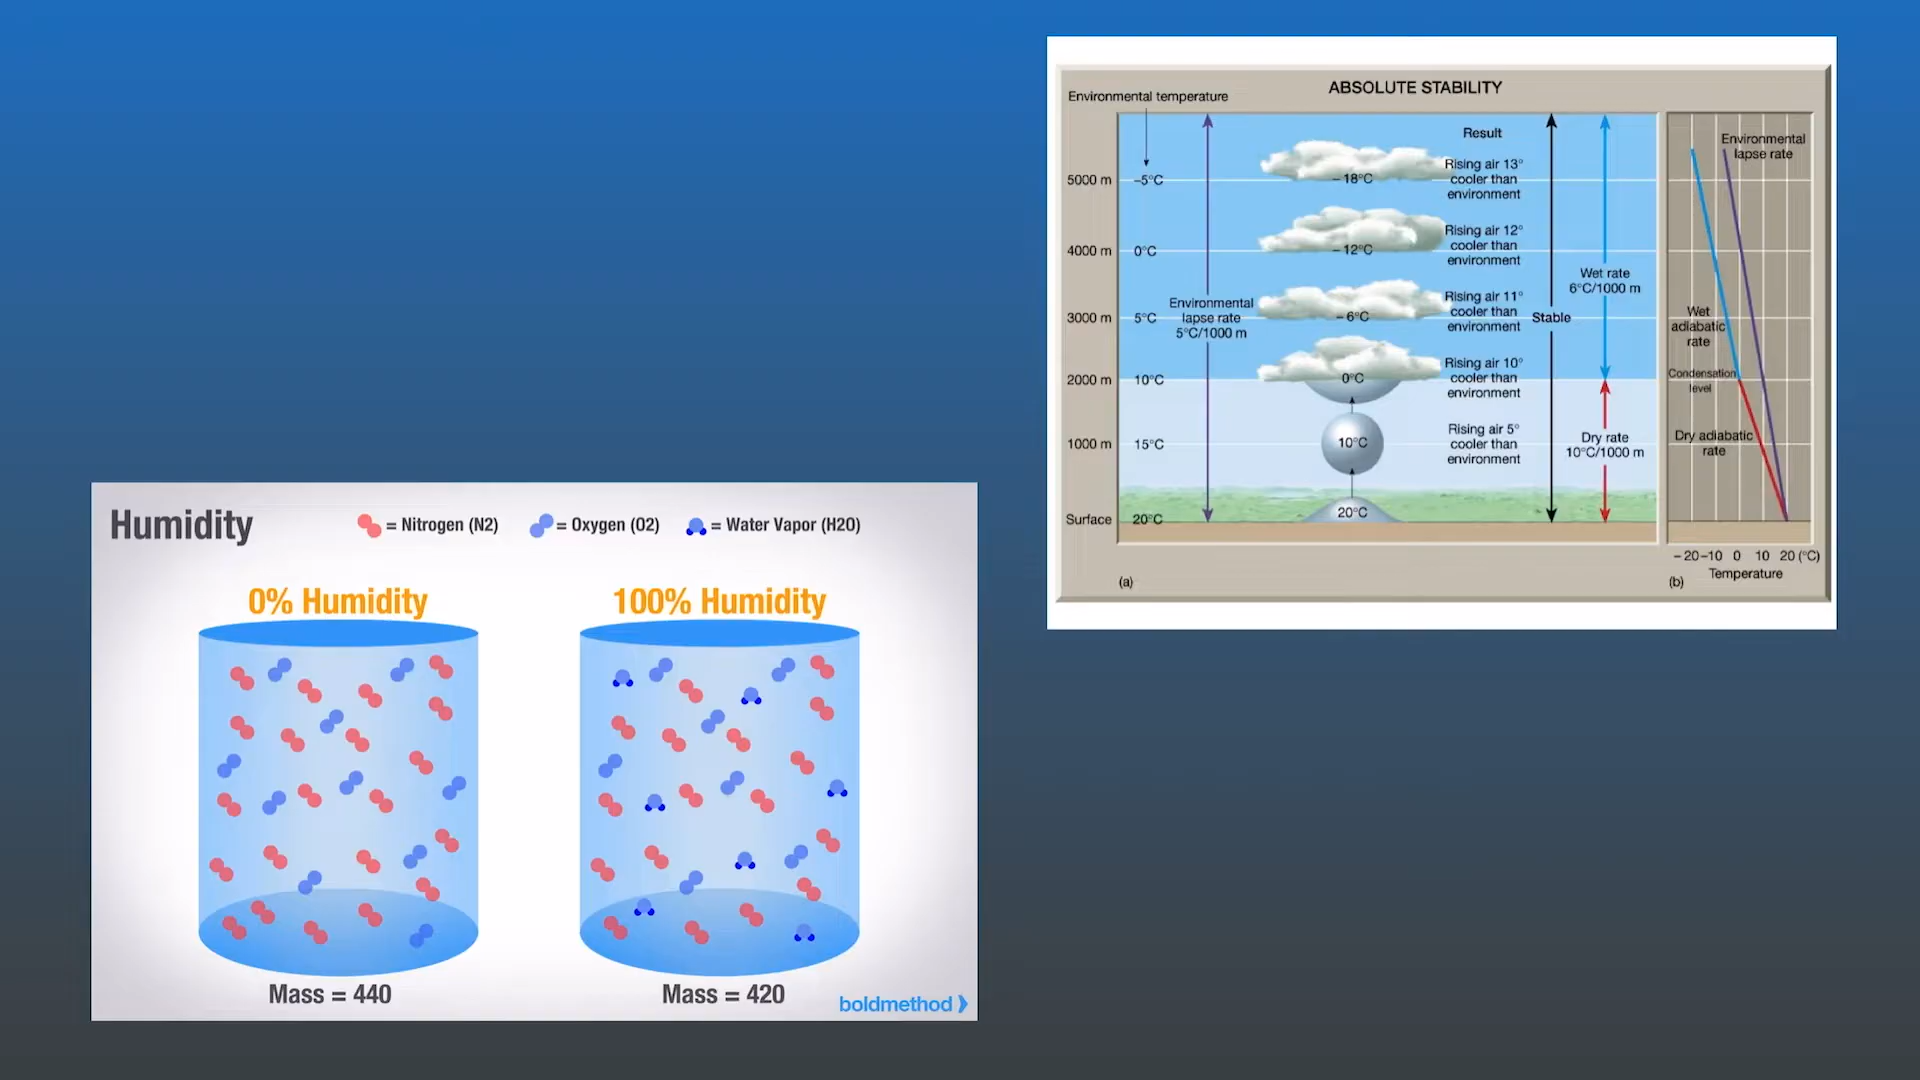 Humidity
= Nitrogen (N2)
= Oxygen (O2)
= Water Vapor (H2O)
0% Humidity
100% Humidity
Mass = 440
Mass = 420
boldmethod
ABSOLUTE STABILITY
Environmental temperature
5000 m
4000 m
3000 m
2000 m
1000 m
Surface
–5°C
0°C
5°C
10°C
15°C
20°C
Environmental
lapse rate
5°C/1000 m
–18°C
–12°C
–6°C
0°C
10°C
20°C
Result
Rising air 13°
cooler than
environment
Rising air 12°
cooler than
environment
Rising air 11°
cooler than
environment
Rising air 10°
cooler than
environment
Rising air 5°
cooler than
environment
Stable
Wet rate
6°C/1000 m
Dry rate
10°C/1000 m
(a)
Environmental
lapse rate
Wet
adiabatic
rate
Condensation
level
Dry adiabatic
rate
–20 –10 0 10 20 (°C)
Temperature
(b)